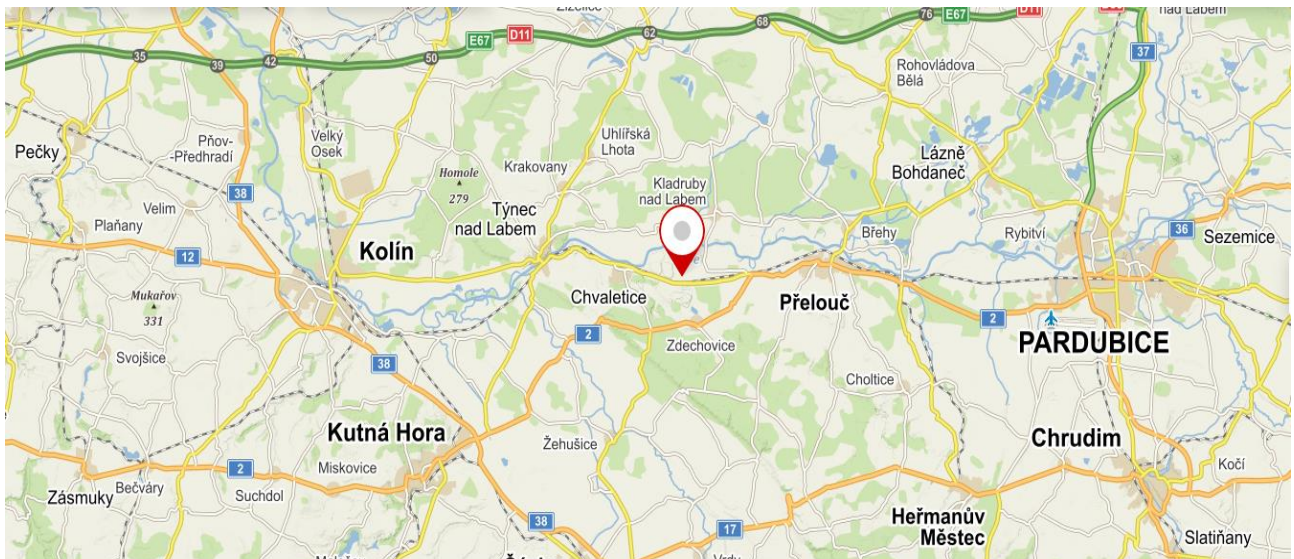 nad Labem
E67
D11
E67
D11
76
68
62
50
42
39
35
37
Rohovládova
Bělá
Pečky
Pňov-
-Předhradí
Velký
Osek
Uhlířská
Lhota
Lázně
Bohdaneč
Homole
279
Krakovany
Kladruby
nad Labem
38
Velim
Týnec
nad Labem
Plaňany
12
Kolín
Břehy
Rybitví
36
Sezemice
Mukařov
331
Chvaletice
Přelouč
2
2
PARDUBICE
Svojšice
38
Zdechovice
Choltice
Kutná Hora
Žehušice
Chrudim
Miskovice
Kočí
2
Zásmuky
Bečváry
Suchdol
38
17
Heřmanův
Městec
Slatiňany